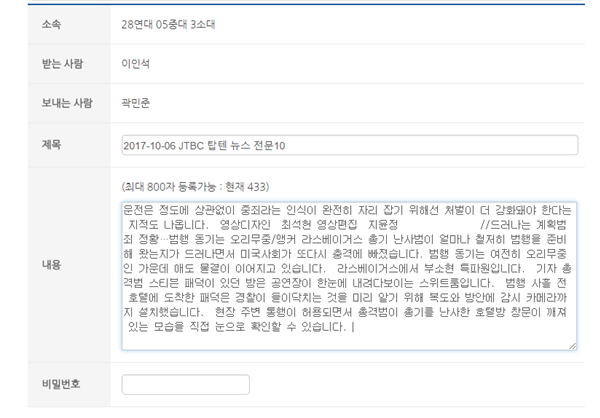 소속 28연대 05중대 3소대
받는 사람 이인석
보내는 사람 곽민준
제목 2017-10-06 JTBC 탑텐 뉴스 전문10
(최대 800자 등록가능 : 현재 433)
내용
운전은 정도에 상관없이 중죄라는 인식이 완전히 자리 잡기 위해선 처벌이 더 강화돼야 한다는
지적도 나옵니다. 영상디자인 최석헌 영상편집 지윤정 //드러나는 계획범
죄 정황…범행 동기는 오리무중/앵커 라스베이거스 총기 난사범이 얼마나 철저히 범행을 준비
해 왔는지가 드러나면서 미국사회가 또다시 충격에 빠졌습니다. 범행 동기는 여전히 오리무중
인 가운데 애도 물결이 이어지고 있습니다. 라스베이거스에서 부소현 특파원입니다. 기자 총
격범 스티븐 패덕이 있던 방은 공연장이 한눈에 내려다보이는 스위트룸입니다. 범행 사흘 전
호텔에 도착한 패덕은 경찰이 들이닥치는 것을 미리 알기 위해 복도와 방안에 감시 카메라까
지 설치했습니다. 현장 주변 통행이 허용되면서 총격범이 총기를 난사한 호텔방 창문이 깨져
있는 모습을 직접 눈으로 확인할 수 있습니다.
비밀번호